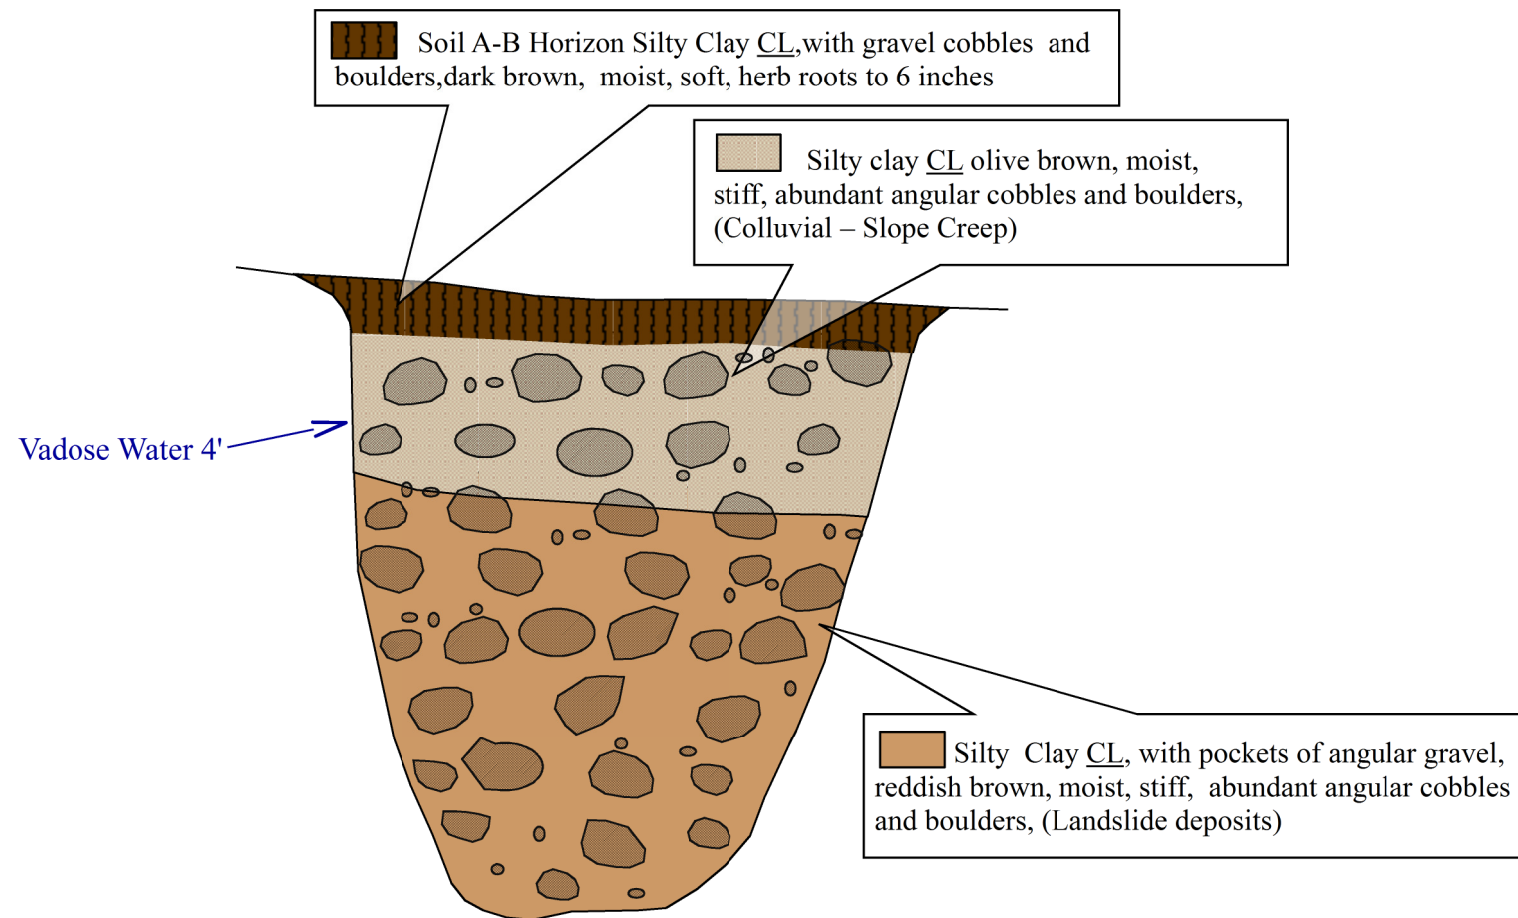 Soil A-B Horizon Silty Clay CL,with gravel cobbles and
boulders,dark brown, moist, soft, herb roots to 6 inches
Silty clay CL olive brown, moist,
stiff, abundant angular cobbles and boulders,
(Colluvial – Slope Creep)
Vadose Water 4'
Silty Clay CL, with pockets of angular gravel,
reddish brown, moist, stiff, abundant angular cobbles
and boulders, (Landslide deposits)